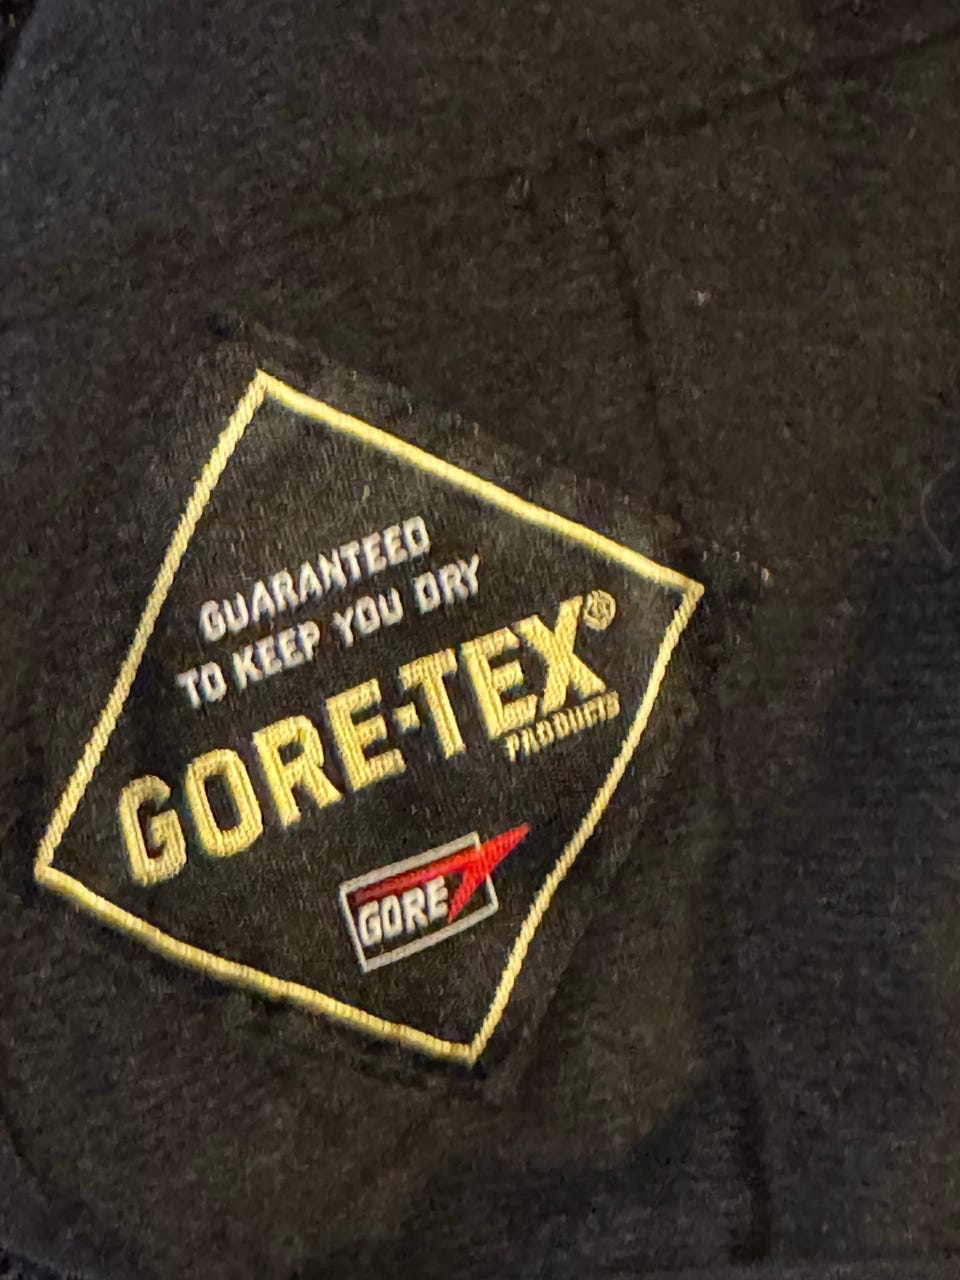 GUARANTEED
TO KEEP YOU DRY
GORE-TEX®
PRODUCTS
GORE